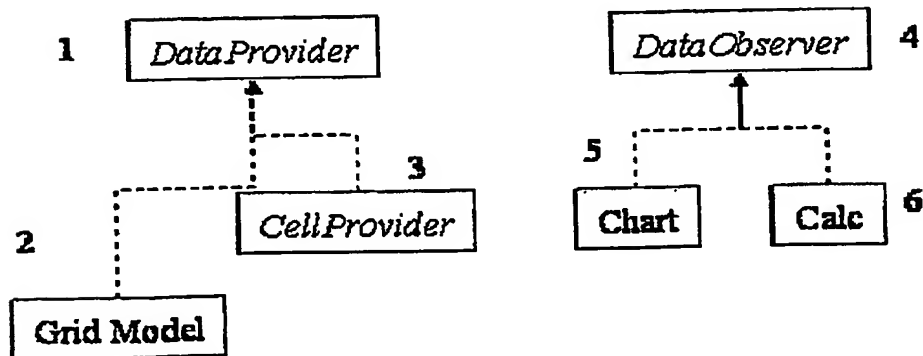 1 DataProvider
DataObserver 4
3
5
CellProvider
Chart
Calc 6
2
Grid Model